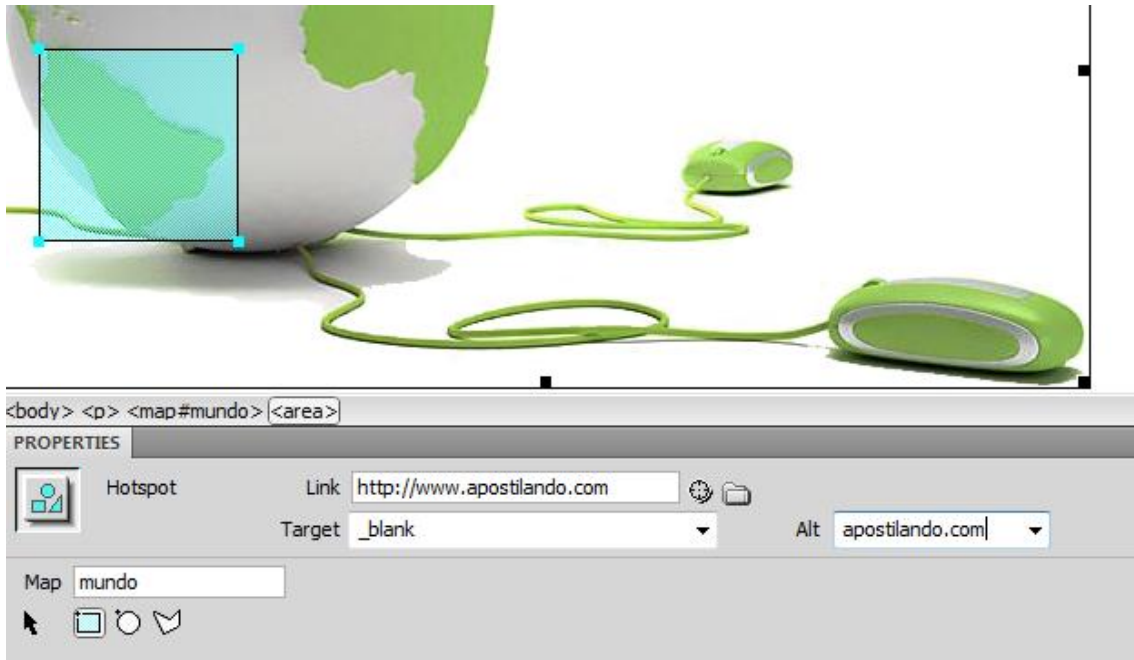 <body> <p> <map#mundo> <area>
PROPERTIES
Hotspot Link http://www.apostilando.com
Target _blank Alt apostilando.com
Map mundo